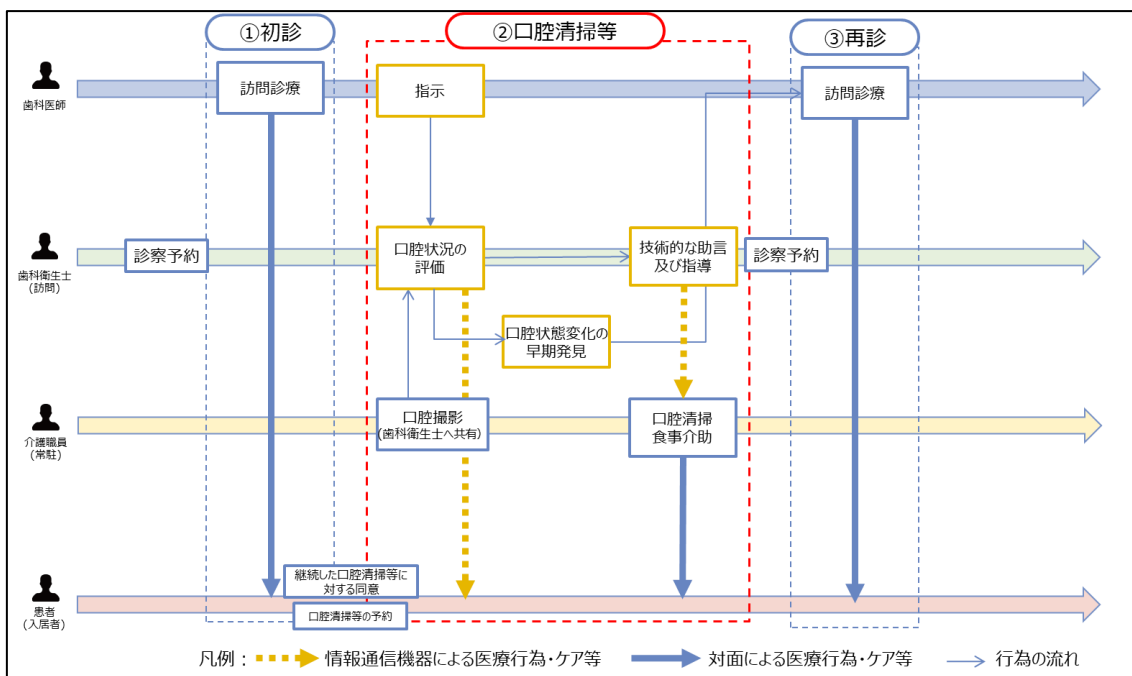 ①初診
②口腔清掃等
③再診
歯科医師
訪問診療
指示
訪問診療
歯科衛生士
(訪問)
診察予約
口腔状況の
評価
技術的な助言
及び指導
診察予約
口腔状態変化の
早期発見
介護職員
(常駐)
口腔撮影
(歯科衛生士へ共有)
口腔清掃
食事介助
患者
(入居者)
継続した口腔清掃等に
対する同意
口腔清掃等の予約
凡例：
情報通信機器による医療行為・ケア等
対面による医療行為・ケア等
行為の流れ